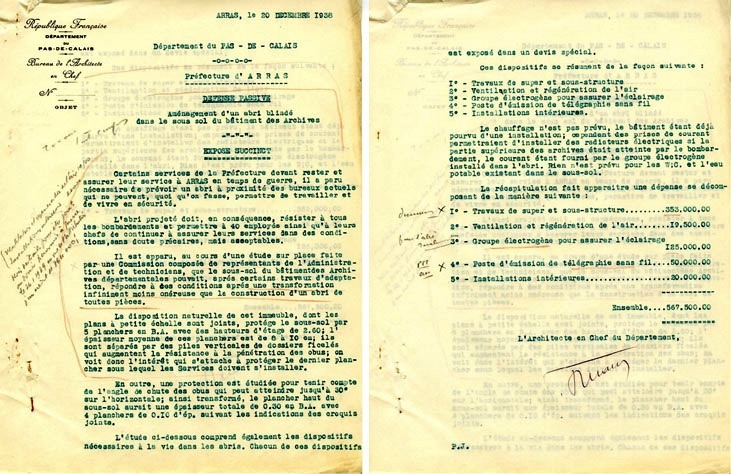 ARRAS, le 20 DECEMBRE 1938
République Française
DÉPARTEMENT
DU
PAS-DE-CALAIS
Bureau de l'Architecte
en Chef
N°
OBJET
Département du PAS - DE - CALAIS
-o-o-o-o-
Préfecture d'ARRAS
DEFENSE PASSIVE
Aménagement d'un abri blindé
dans le sous sol du bâtiment des Archives
EXPOSE SUCCINCT
Certains services de la Préfecture devant rester et
assurer leur service à ARRAS en temps de guerre, il a paru
nécessaire de prévoir un abri à proximité des bureaux actuels
qui ne peuvent, quoi qu'on fasse, permettre de travailler et
de vivre en sécurité.
L'abri projeté doit, en conséquence, résister à tous
les bombardements et permettre à 40 employés ainsi qu'à leurs
chefs de continuer à assurer leurs services dans des condi-
tions,sans doute précaires, mais acceptables.
Il est apparu, au cours d'une étude sur place faite
par une Commission composée de représentants de l'Administra-
tion et de techniciens, que le sous-sol du bâtimentdes Archi-
ves départementales pouvait, après certains travaux d'adapta-
tion, répondre à des conditions après une transformation
infiniment moins onéreuse que la construction d'un abri de
toutes pièces.
La disposition naturelle de cet immeuble, dont les
plans à petite échelle sont joints, protège le sous-sol par
5 planchers en B.A. avec des hauteurs d'étage de 2.60; l'é-
paisseur moyenne de ces planchers est de 8 à 10 cm; ils
sont séparés par des piles verticales de dossiers ficelés
qui augmentent la résistance à la pénétration des obus; on
voit donc l'intérêt qui s'attache à protéger le dernier plan-
cher sous lequel les Services doivent s'installer.
En outre, une protection est étudiée pour tenir compte
de l'angle de chute des obus qui peut atteindre jusqu'à 30°
sur l'horizontale; ainsi transformé, le plancher haut du
sous-sol aurait une épaisseur totale de 0.30 en B.A. avec
4 planchers de 0.10 d'ép. suivant les indications des croquis
joints.
L'étude ci-dessous comprend également les dispositifs
nécessaires à la vie dans les abris. Chacun de ces dispositifs
est exposé dans un devis spécial.
Ces dispositifs se résument de la façon suivante :
1° - Travaux de super et sous-structure
2° - Ventilation et régénération de l'air
3° - Groupe électrogène pour assurer l'éclairage
4° - Poste d'émission de télégraphie sans fil
5° - Installations intérieures.
Le chauffage n'est pas prévu, le bâtiment étant déjà
pourvu d'une installation; cependant des prises de courant
permettraient d'installer des radiateurs électriques si la
partie supérieure des archives était atteinte par le bombar-
dement, le courant étant fourni par le groupe électrogène
installé dans l'abri. Rien n'est prévu pour les WC. et l'eau
potable existant dans le sous-sol.
La récapitulation fait apparaître une dépense se décom-
posant de la manière suivante :
1° - Travaux de super et sous-structure........353,000.00
2° - Ventilation et régénération de l'air.. 19,500.00
3° - Groupe électrogène pour assurer l'éclairage
125,000.00
4° - Poste d'émission de télégraphie sans fil..50,000.00
5° - Installations intérieures................ 20.000.00
Ensemble....567.500.00
L'Architecte en Chef du Département,
P.J.